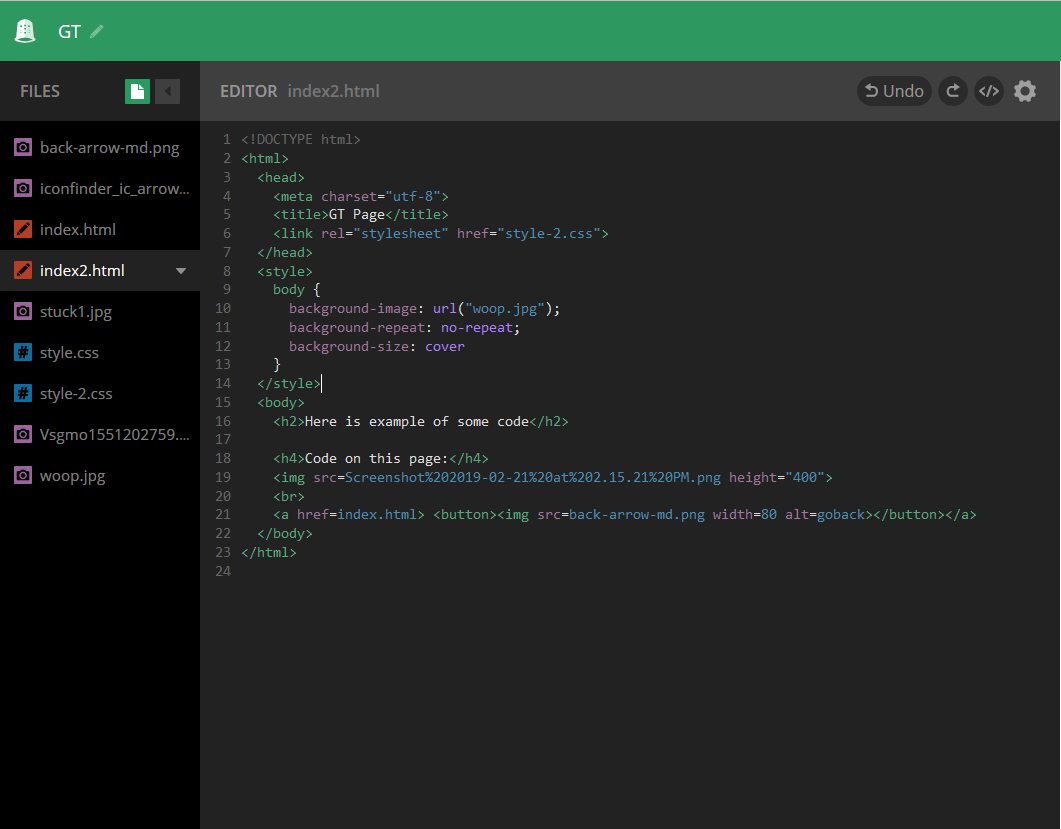 GT
FILES
EDITOR index2.html
Undo
</>
back-arrow-md.png
iconfinder_ic_arrow...
index.html
index2.html
stuck1.jpg
# style.css
# style-2.css
Vsgmo1551202759....
woop.jpg
1 <!DOCTYPE html>
2 <html>
3 <head>
4 <meta charset="utf-8">
5 <title>GT Page</title>
6 <link rel="stylesheet" href="style-2.css">
7 </head>
8 <style>
9 body {
10 background-image: url("woop.jpg");
11 background-repeat: no-repeat;
12 background-size: cover
13 }
14 </style>
15 <body>
16 <h2>Here is example of some code</h2>
17
18 <h4>Code on this page:</h4>
19 <img src=Screenshot%202019-02-21%20at%202.15.21%20PM.png height="400">
20 <br>
21 <a href=index.html> <button><img src=back-arrow-md.png width=80 alt=goback></button></a>
22 </body>
23 </html>
24